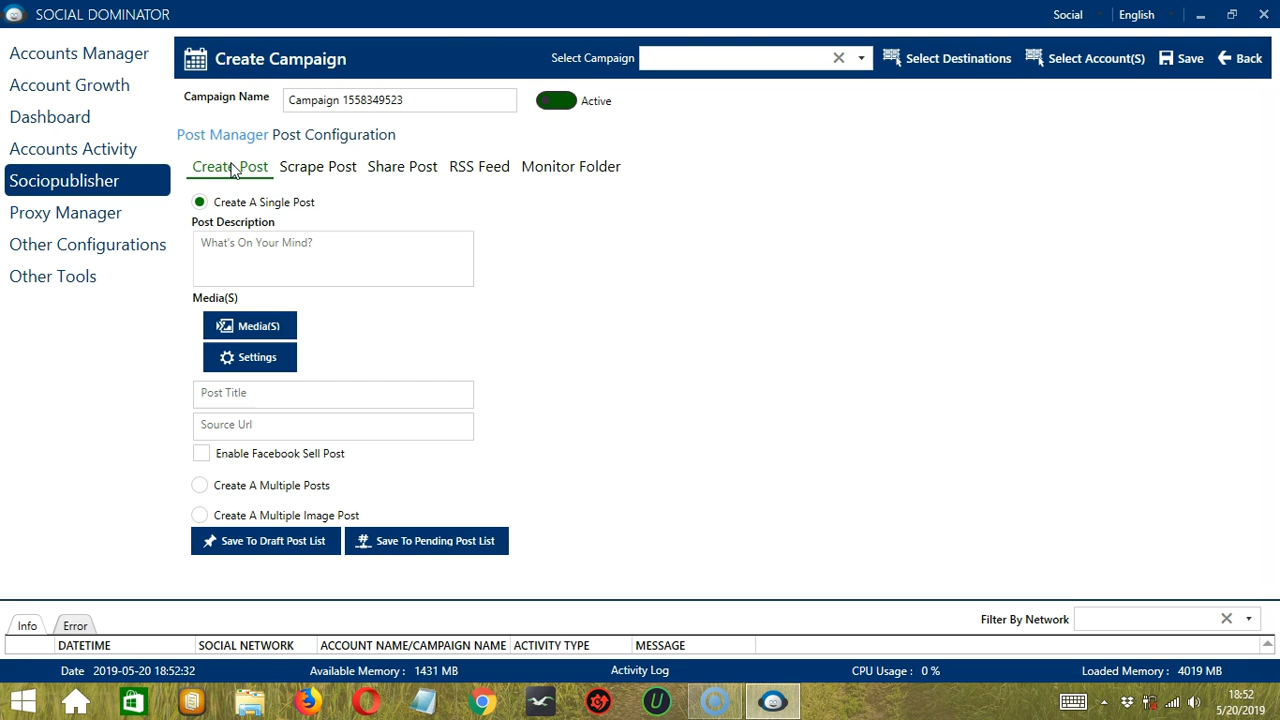 SOCIAL DOMINATOR
Social
English
Accounts Manager
Account Growth
Dashboard
Accounts Activity
Sociopublisher
Proxy Manager
Other Configurations
Other Tools
Create Campaign
Select Campaign
Select Destinations
Select Account(S)
Save
Back
Campaign Name
Campaign 1558349523
Active
Post Manager Post Configuration
Create Post Scrape Post Share Post RSS Feed Monitor Folder
Create A Single Post
Post Description
What's On Your Mind?
Media(S)
Media(S)
Settings
Post Title
Source Url
Enable Facebook Sell Post
Create A Multiple Posts
Create A Multiple Image Post
Save To Draft Post List
Save To Pending Post List
Info
Error
Filter By Network
DATETIME SOCIAL NETWORK ACCOUNT NAME/CAMPAIGN NAME ACTIVITY TYPE MESSAGE
Date 2019-05-20 18:52:32 Available Memory : 1431 MB Activity Log CPU Usage : 0 % Loaded Memory : 4019 MB
18:52
5/20/2019